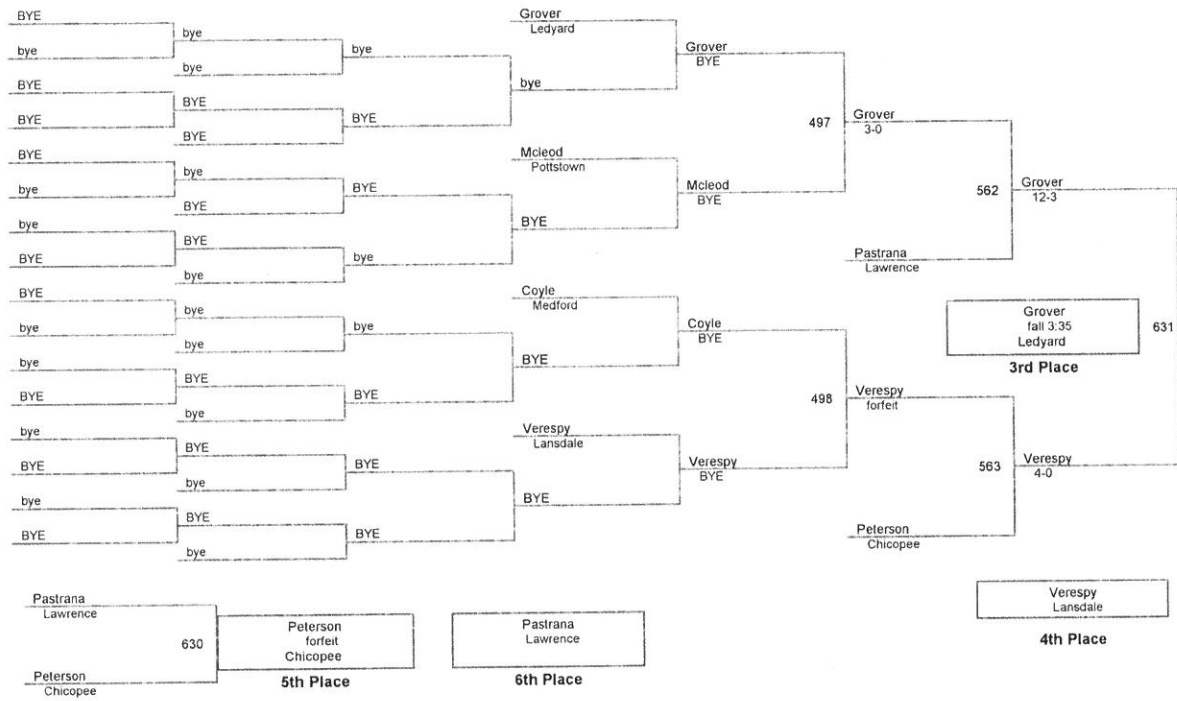 BYE
bye
BYE
BYE
BYE
bye
bye
BYE
BYE
bye
bye
BYE
bye
BYE
bye
BYE
bye
bye
BYE
BYE
bye
BYE
BYE
bye
bye
bye
BYE
bye
BYE
bye
BYE
bye
bye
BYE
BYE
bye
bye
BYE
BYE
BYE
Grover
Ledyard
bye
Mcleod
Pottstown
BYE
Coyle
Medford
BYE
Verespy
Lansdale
BYE
Grover
BYE
Mcleod
BYE
Coyle
BYE
Verespy
BYE
497
498
Grover
3-0
Pastrana
Lawrence
Verespy
forfeit
Peterson
Chicopee
562
563
Grover
12-3
Verespy
4-0
631
Grover
fall 3:35
Ledyard
3rd Place
Verespy
Lansdale
4th Place
Pastrana
Lawrence
630
Peterson
Chicopee
Peterson
forfeit
Chicopee
5th Place
Pastrana
Lawrence
6th Place